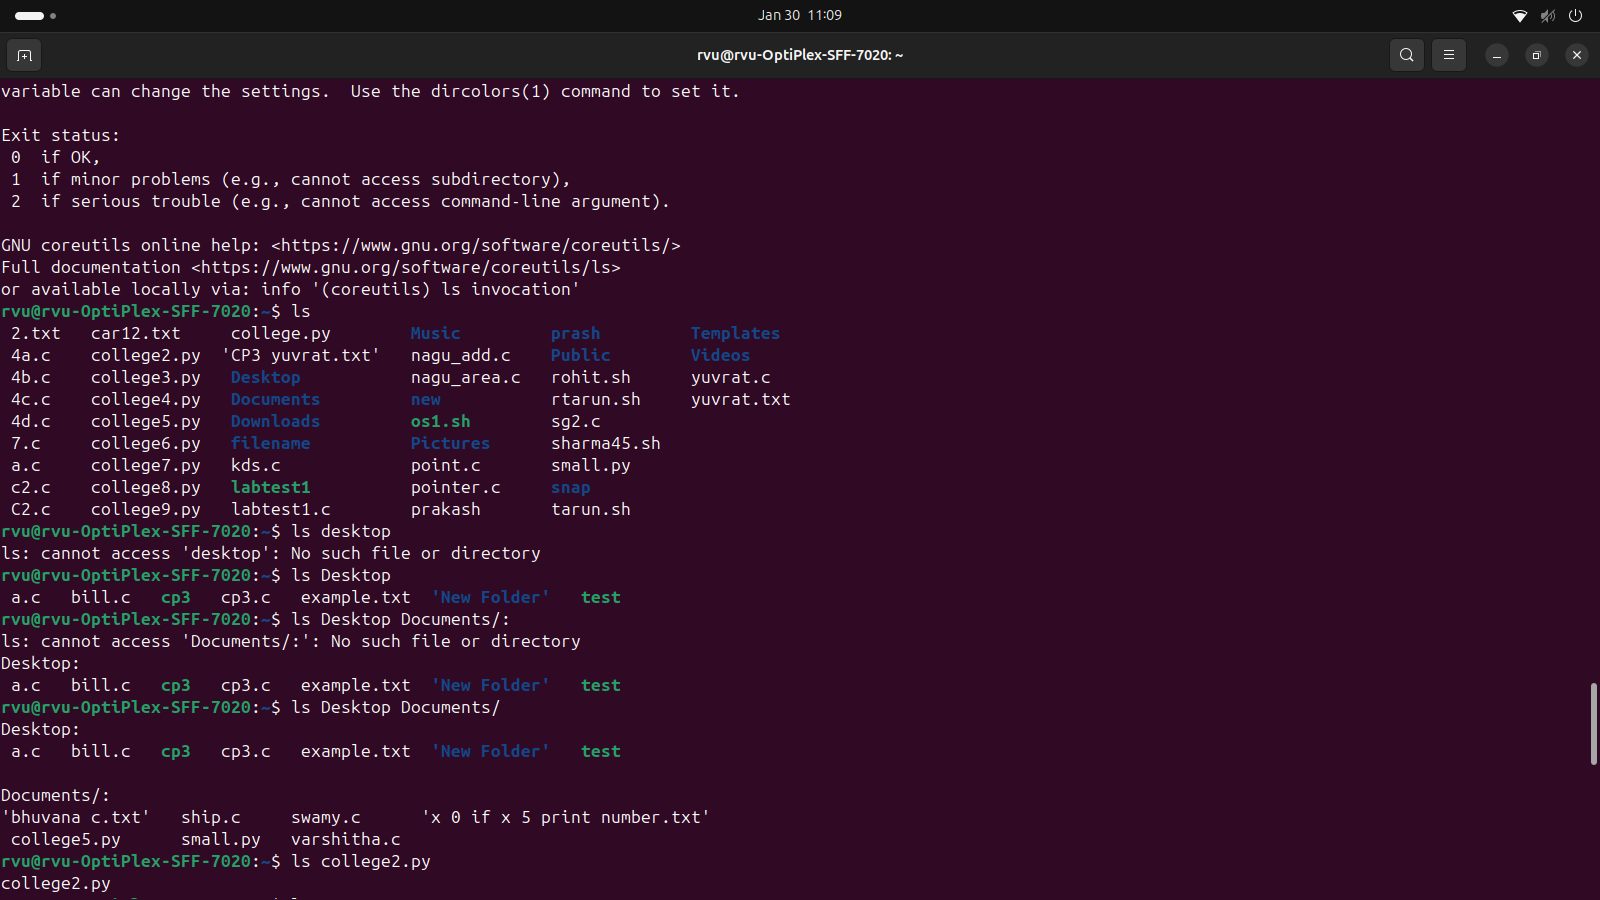 Jan 30 11:09
rvu@rvu-OptiPlex-SFF-7020: ~
variable can change the settings.  Use the dircolors(1) command to set it.
Exit status:
 0  if OK,
 1  if minor problems (e.g., cannot access subdirectory),
 2  if serious trouble (e.g., cannot access command-line argument).
GNU coreutils online help: <https://www.gnu.org/software/coreutils/>
Full documentation <https://www.gnu.org/software/coreutils/ls>
or available locally via: info '(coreutils) ls invocation'
rvu@rvu-OptiPlex-SFF-7020:~$ ls
 2.txt   car12.txt     college.py        Music         prash         Templates
 4a.c    college2.py  'CP3 yuvrat.txt'   nagu_add.c    Public        Videos
 4b.c    college3.py   Desktop           nagu_area.c   rohit.sh      yuvrat.c
 4c.c    college4.py   Documents         new           rtarun.sh     yuvrat.txt
 4d.c    college5.py   Downloads         os1.sh        sg2.c
 7.c     college6.py   filename          Pictures      sharma45.sh
 a.c     college7.py   kds.c             point.c       small.py
 c2.c    college8.py   labtest1          pointer.c     snap
 C2.c    college9.py   labtest1.c        prakash       tarun.sh
rvu@rvu-OptiPlex-SFF-7020:~$ ls desktop
ls: cannot access 'desktop': No such file or directory
rvu@rvu-OptiPlex-SFF-7020:~$ ls Desktop
 a.c   bill.c   cp3   cp3.c   example.txt  'New Folder'   test
rvu@rvu-OptiPlex-SFF-7020:~$ ls Desktop Documents/:
ls: cannot access 'Documents/:': No such file or directory
Desktop:
 a.c   bill.c   cp3   cp3.c   example.txt  'New Folder'   test
rvu@rvu-OptiPlex-SFF-7020:~$ ls Desktop Documents/
Desktop:
 a.c   bill.c   cp3   cp3.c   example.txt  'New Folder'   test
Documents/:
'bhuvana c.txt'   ship.c     swamy.c      'x 0 if x 5 print number.txt'
 college5.py      small.py   varshitha.c
rvu@rvu-OptiPlex-SFF-7020:~$ ls college2.py
college2.py